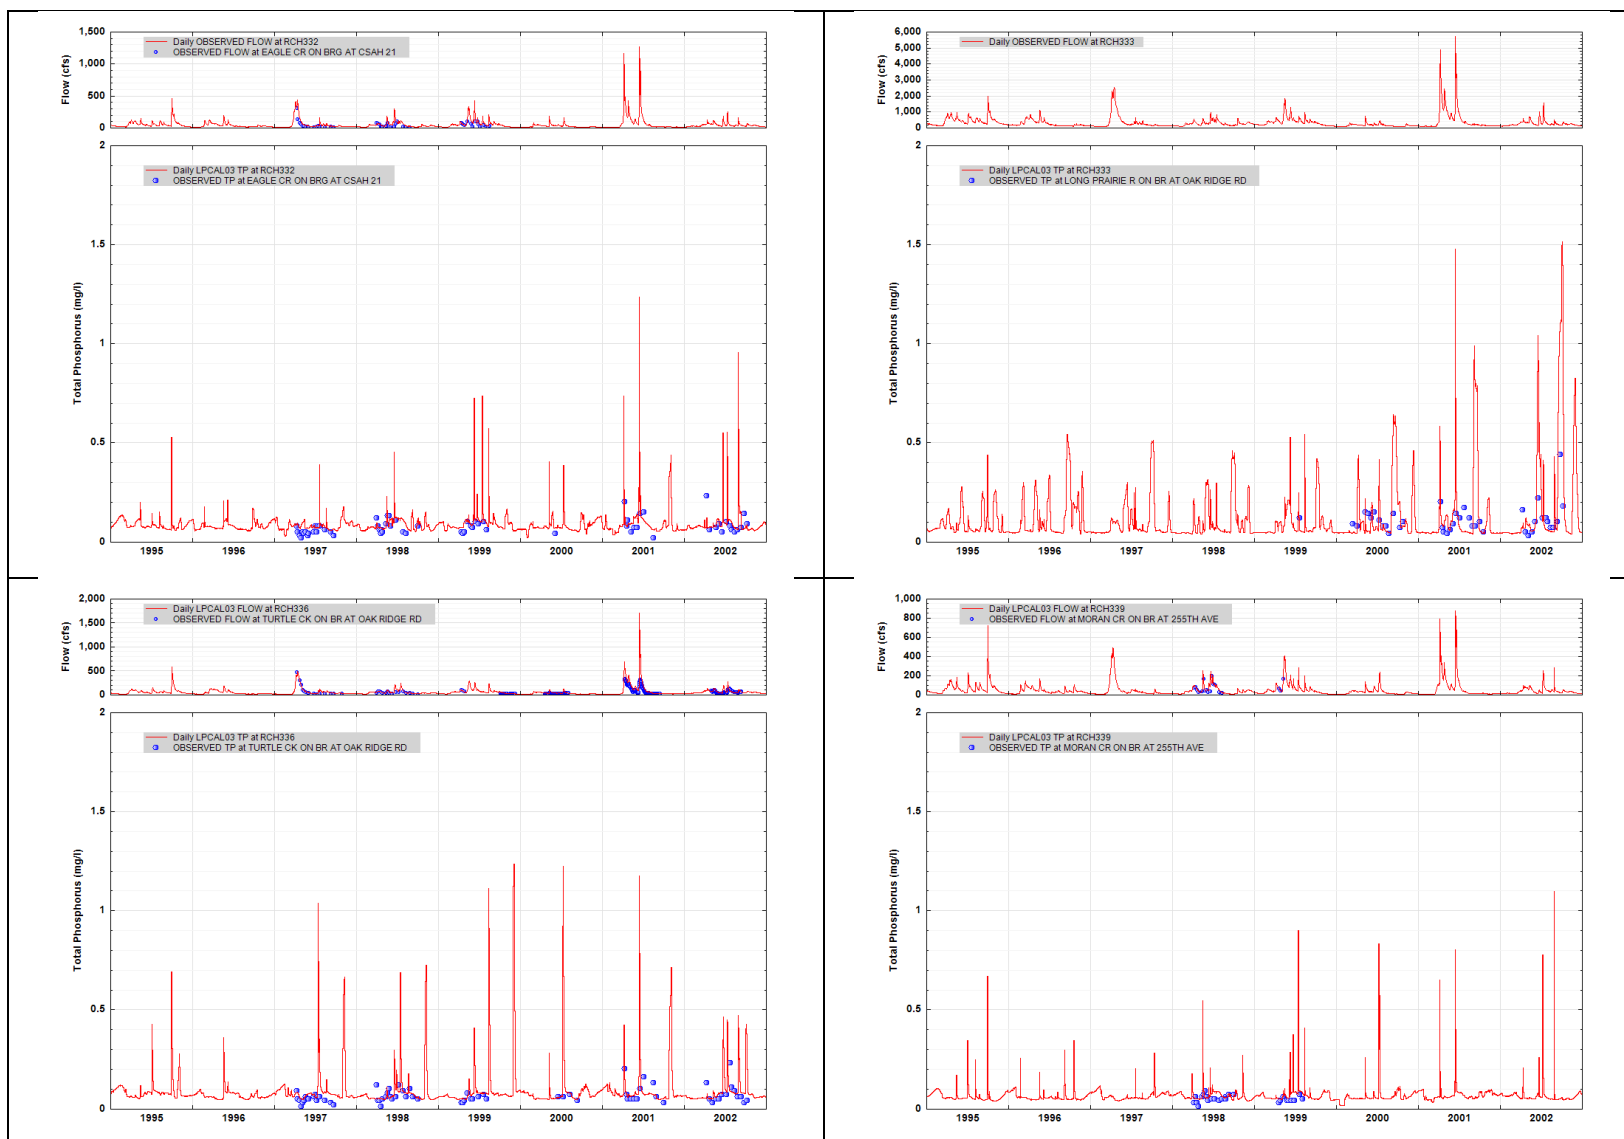 1,500
1,000
500
0
Flow (cfs)
Daily OBSERVED FLOW at RCH332
OBSERVED FLOW at EAGLE CR ON BRG AT CSAH 21
2
1.5
1
0.5
0
Total Phosphorus (mg/l)
Daily LPCAL03 TP at RCH332
OBSERVED TP at EAGLE CR ON BRG AT CSAH 21
1995 1996 1997 1998 1999 2000 2001 2002
6,000
5,000
4,000
3,000
2,000
1,000
0
Flow (cfs)
Daily OBSERVED FLOW at RCH333
2
1.5
1
0.5
0
Total Phosphorus (mg/l)
Daily LPCAL03 TP at RCH333
OBSERVED TP at LONG PRAIRIE R ON BR AT OAK RIDGE RD
1995 1996 1997 1998 1999 2000 2001 2002
2,000
1,500
1,000
500
0
Flow (cfs)
Daily LPCAL03 FLOW at RCH336
OBSERVED FLOW at TURTLE CK ON BR AT OAK RIDGE RD
2
1.5
1
0.5
0
Total Phosphorus (mg/l)
Daily LPCAL03 TP at RCH336
OBSERVED TP at TURTLE CK ON BR AT OAK RIDGE RD
1995 1996 1997 1998 1999 2000 2001 2002
1,000
800
600
400
200
0
Flow (cfs)
Daily LPCAL03 FLOW at RCH339
OBSERVED FLOW at MORAN CR ON BR AT 255TH AVE
2
1.5
1
0.5
0
Total Phosphorus (mg/l)
Daily LPCAL03 TP at RCH339
OBSERVED TP at MORAN CR ON BR AT 255TH AVE
1995 1996 1997 1998 1999 2000 2001 2002